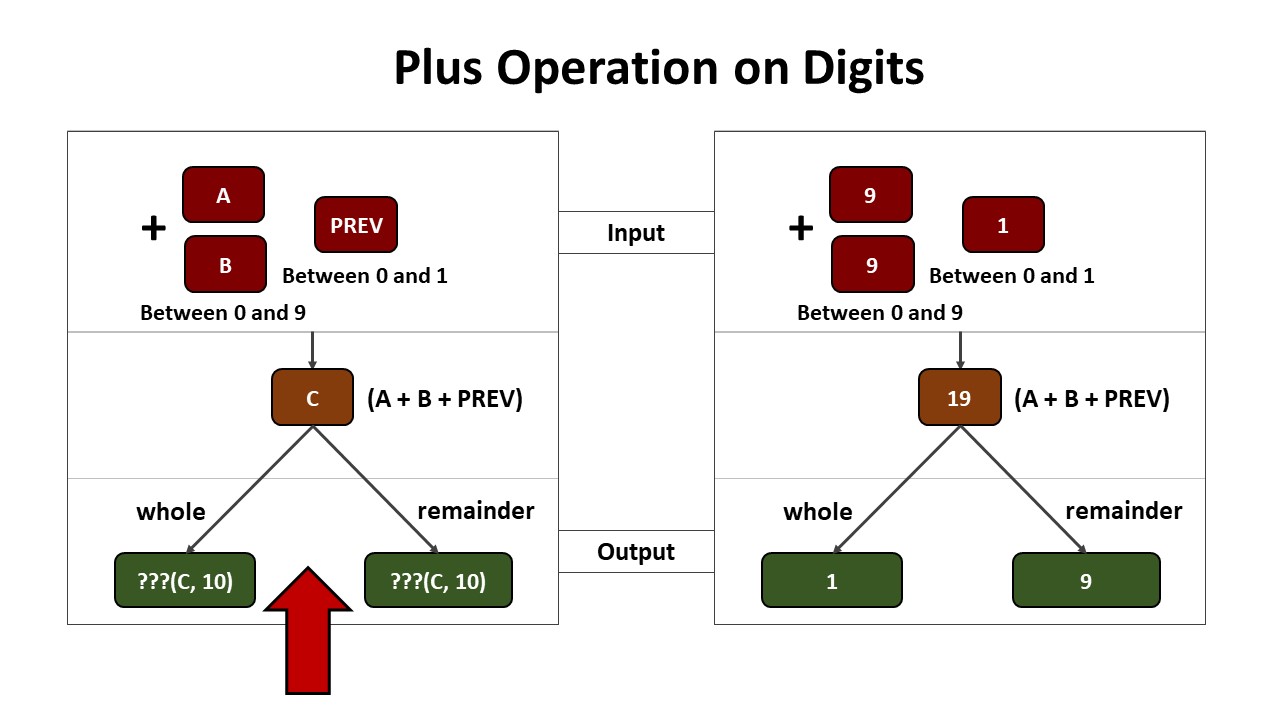 Plus Operation on Digits
+
A
B
PREV
Between 0 and 1
Between 0 and 9
C
(A + B + PREV)
whole
remainder
???(C, 10)
???(C, 10)
Input
Output
+
9
9
1
Between 0 and 1
Between 0 and 9
19
(A + B + PREV)
whole
remainder
1
9